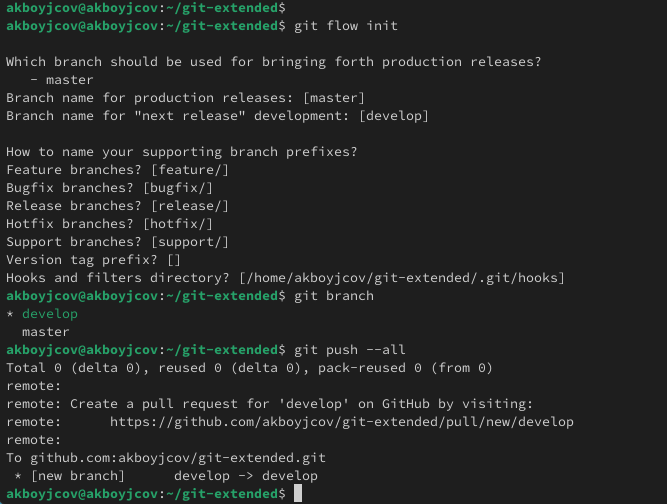 akboyjcov@akboyjcov:~/git-extended$
akboyjcov@akboyjcov:~/git-extended$ git flow init

Which branch should be used for bringing forth production releases?
   - master
Branch name for production releases: [master]
Branch name for "next release" development: [develop]

How to name your supporting branch prefixes?
Feature branches? [feature/]
Bugfix branches? [bugfix/]
Release branches? [release/]
Hotfix branches? [hotfix/]
Support branches? [support/]
Version tag prefix? []
Hooks and filters directory? [/home/akboyjcov/git-extended/.git/hooks]
akboyjcov@akboyjcov:~/git-extended$ git branch
* develop
  master
akboyjcov@akboyjcov:~/git-extended$ git push --all
Total 0 (delta 0), reused 0 (delta 0), pack-reused 0 (from 0)
remote:
remote: Create a pull request for 'develop' on GitHub by visiting:
remote:      https://github.com/akboyjcov/git-extended/pull/new/develop
remote:
To github.com:akboyjcov/git-extended.git
 * [new branch]      develop -> develop
akboyjcov@akboyjcov:~/git-extended$